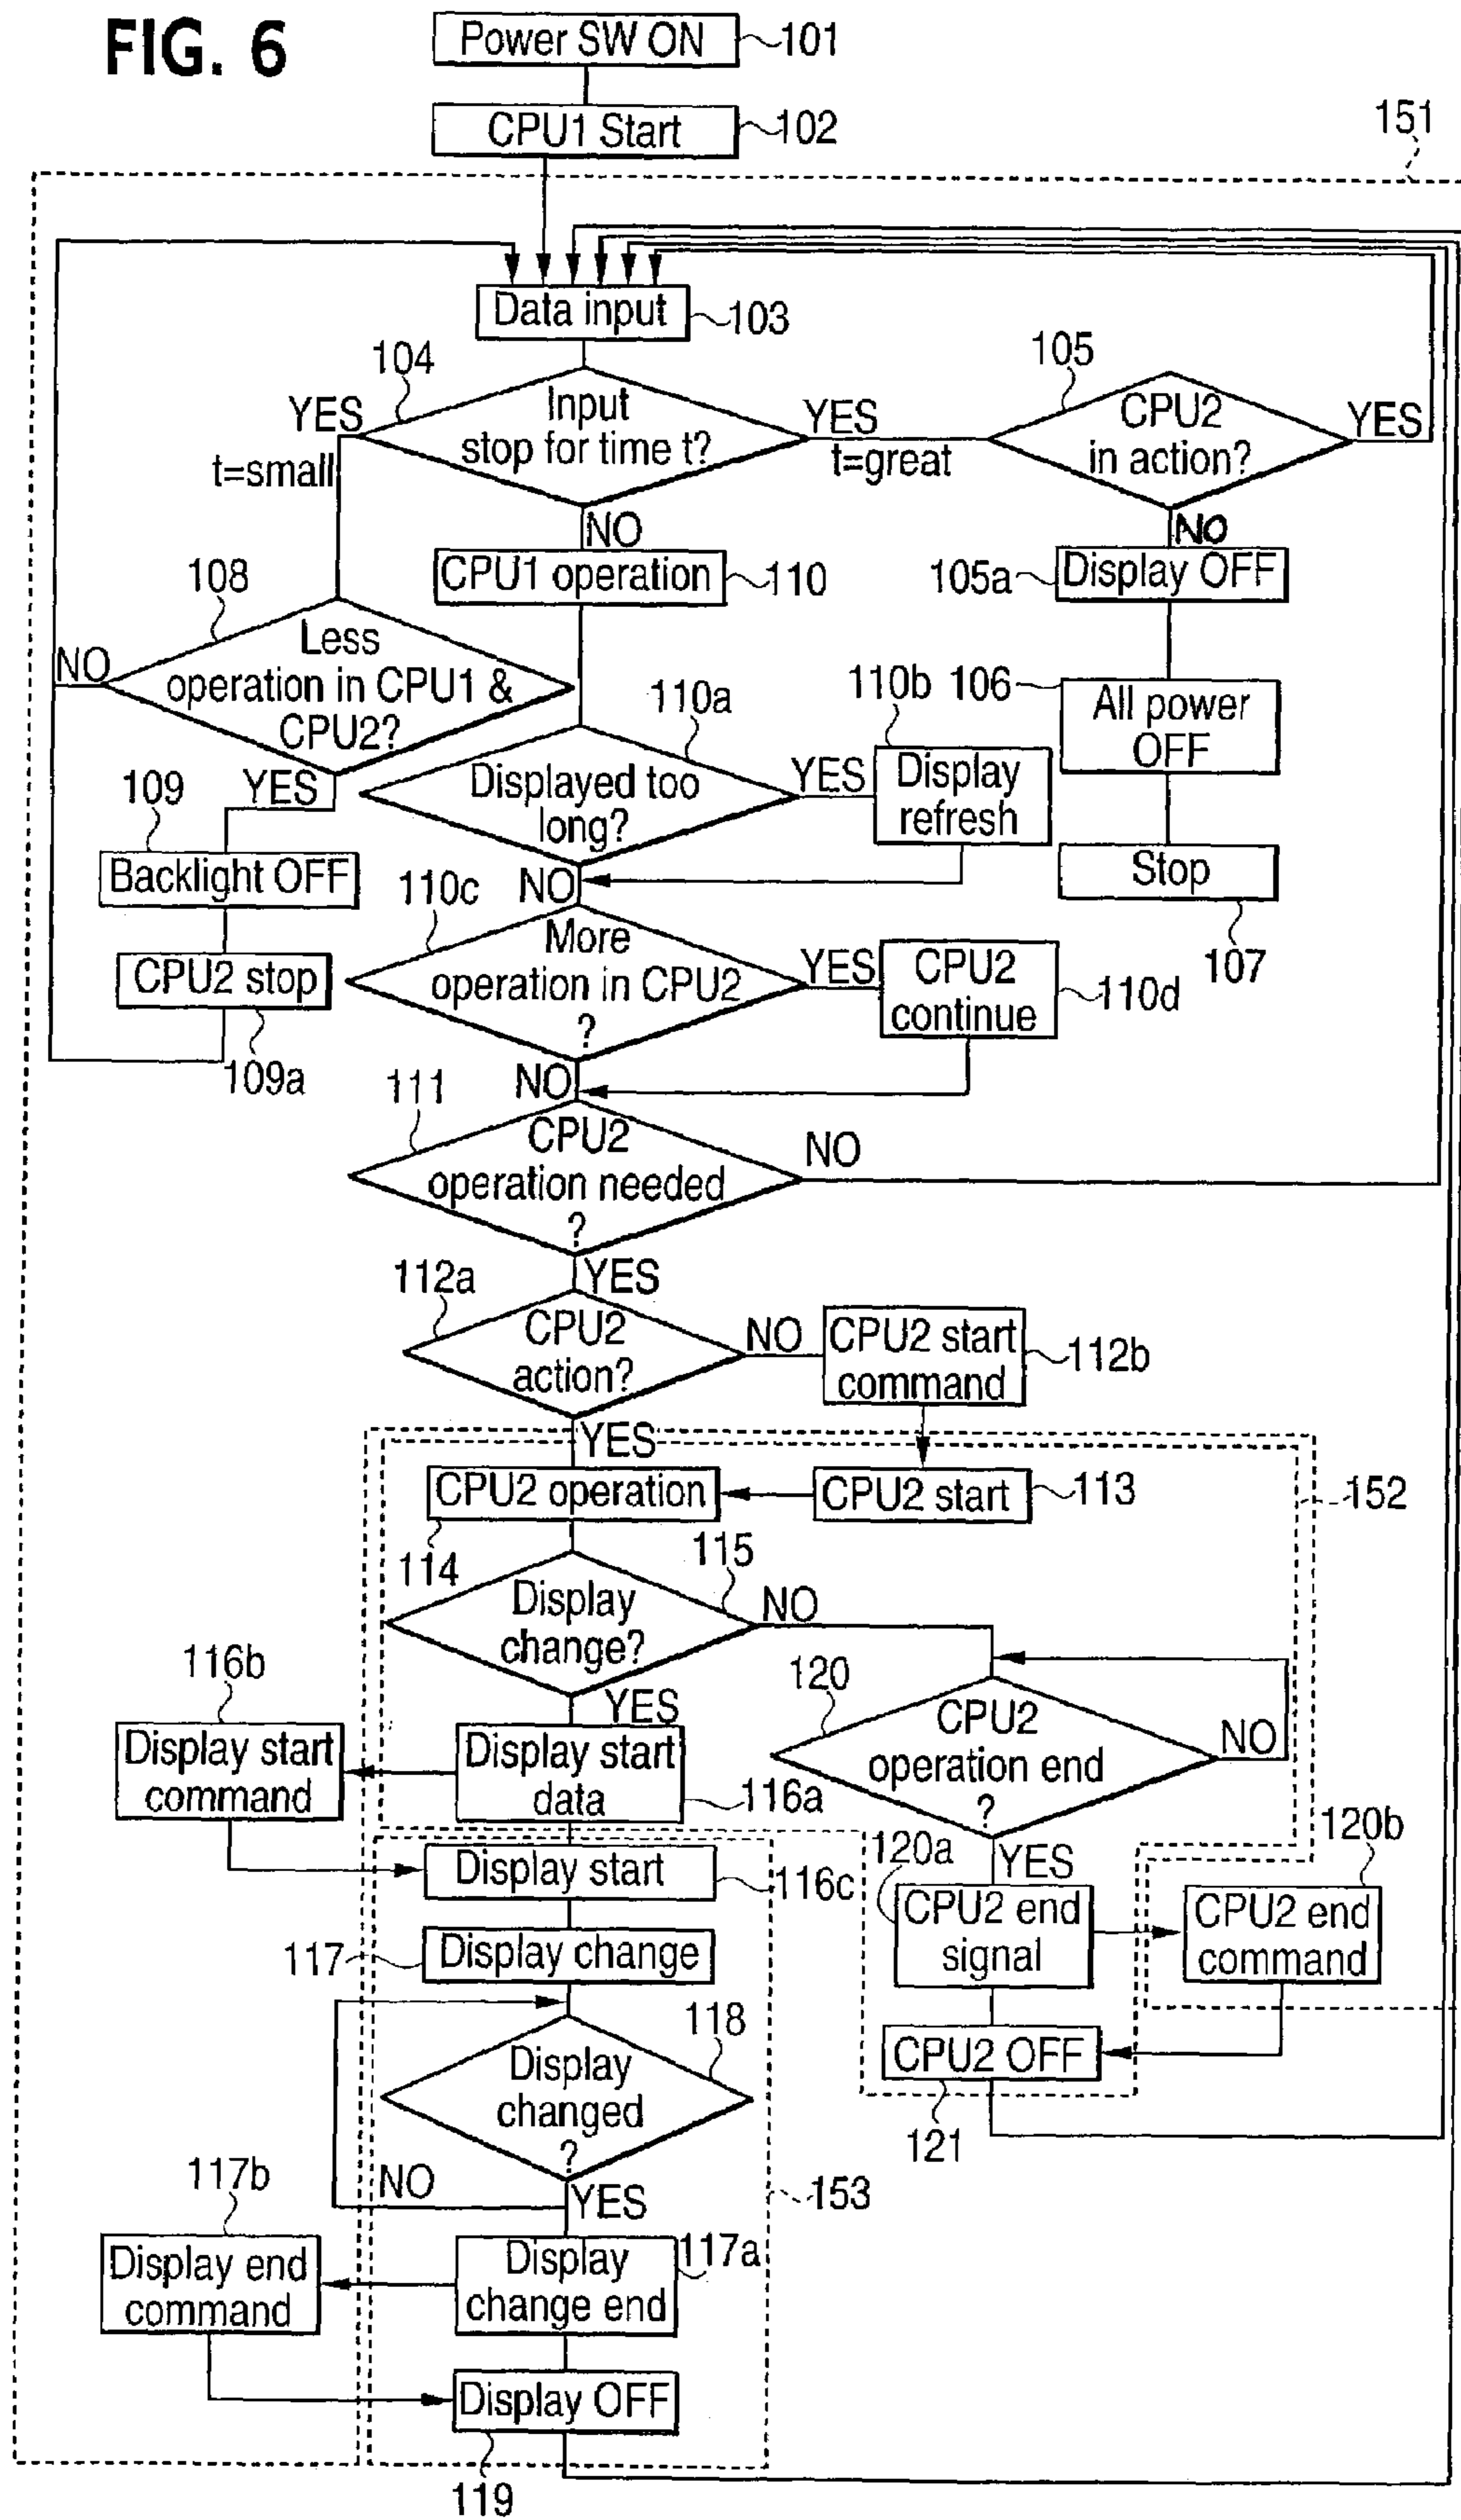 FIG. 6
Power SW ON
101
CPU1 Start
102
151
Data input
103
104
Input
stop for time t?
YES
t=small
YES
t=great
105
CPU2
in action?
YES
NO
NO
CPU1 operation
110
105a
Display OFF
108
Less
operation in CPU1 &
CPU2?
NO
YES
110a
Displayed too
long?
YES
110b
Display
refresh
106
All power
OFF
109
Backlight OFF
NO
Stop
107
110c
More
operation in CPU2
?
YES
CPU2
continue
110d
CPU2 stop
109a
NO
111
CPU2
operation needed
?
NO
YES
112a
CPU2
action?
NO
CPU2 start
command
112b
YES
CPU2 operation
114
CPU2 start
113
152
115
Display
change?
NO
YES
116b
Display start
command
Display start
data
116a
120
CPU2
operation end
?
NO
YES
120a
120b
Display start
116c
CPU2 end
signal
CPU2 end
command
117
Display change
118
Display
changed
?
CPU2 OFF
121
NO
YES
153
117b
Display end
command
Display
change end
117a
Display OFF
119